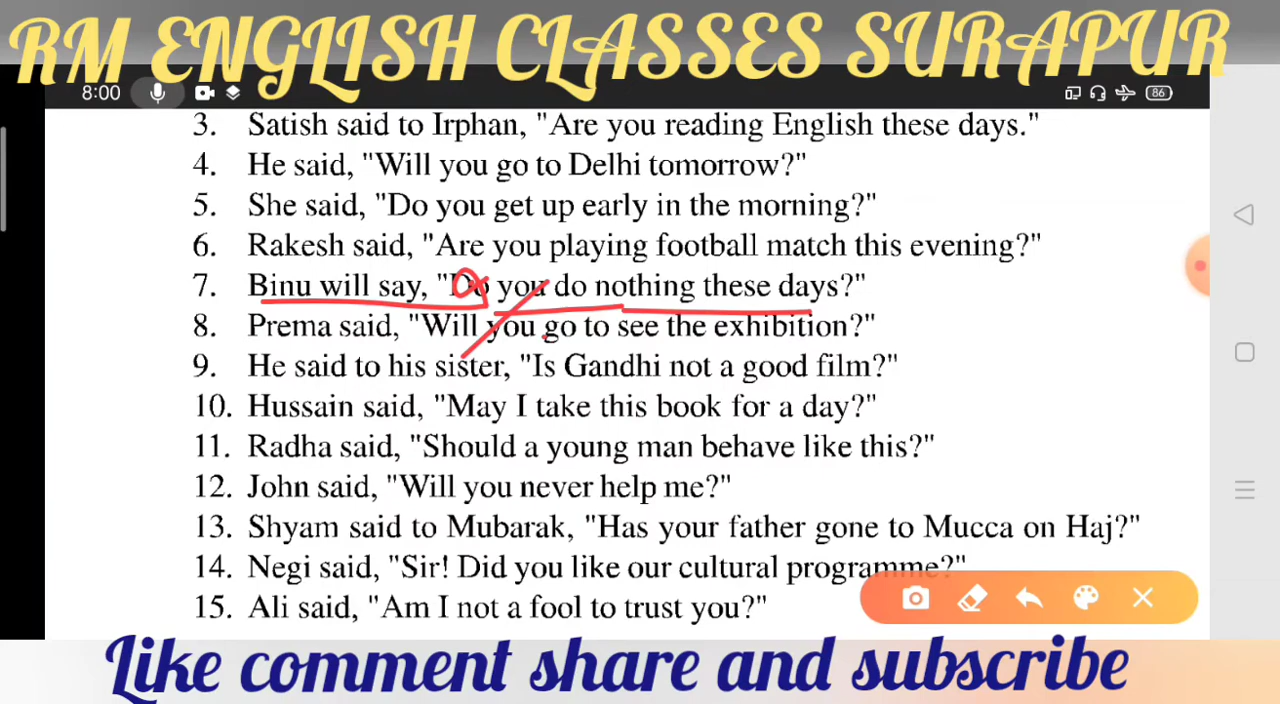 RM ENGLISH CLASSES SURAPUR
8:00 86
3. Satish said to Irphan, "Are you reading English these days."
4. He said, "Will you go to Delhi tomorrow?"
5. She said, "Do you get up early in the morning?"
6. Rakesh said, "Are you playing football match this evening?"
7. Binu will say, "Do you do nothing these days?"
8. Prema said, "Will you go to see the exhibition?"
9. He said to his sister, "Is Gandhi not a good film?"
10. Hussain said, "May I take this book for a day?"
11. Radha said, "Should a young man behave like this?"
12. John said, "Will you never help me?"
13. Shyam said to Mubarak, "Has your father gone to Mucca on Haj?"
14. Negi said, "Sir! Did you like our cultural programme?"
15. Ali said, "Am I not a fool to trust you?"
Like comment share and subscribe